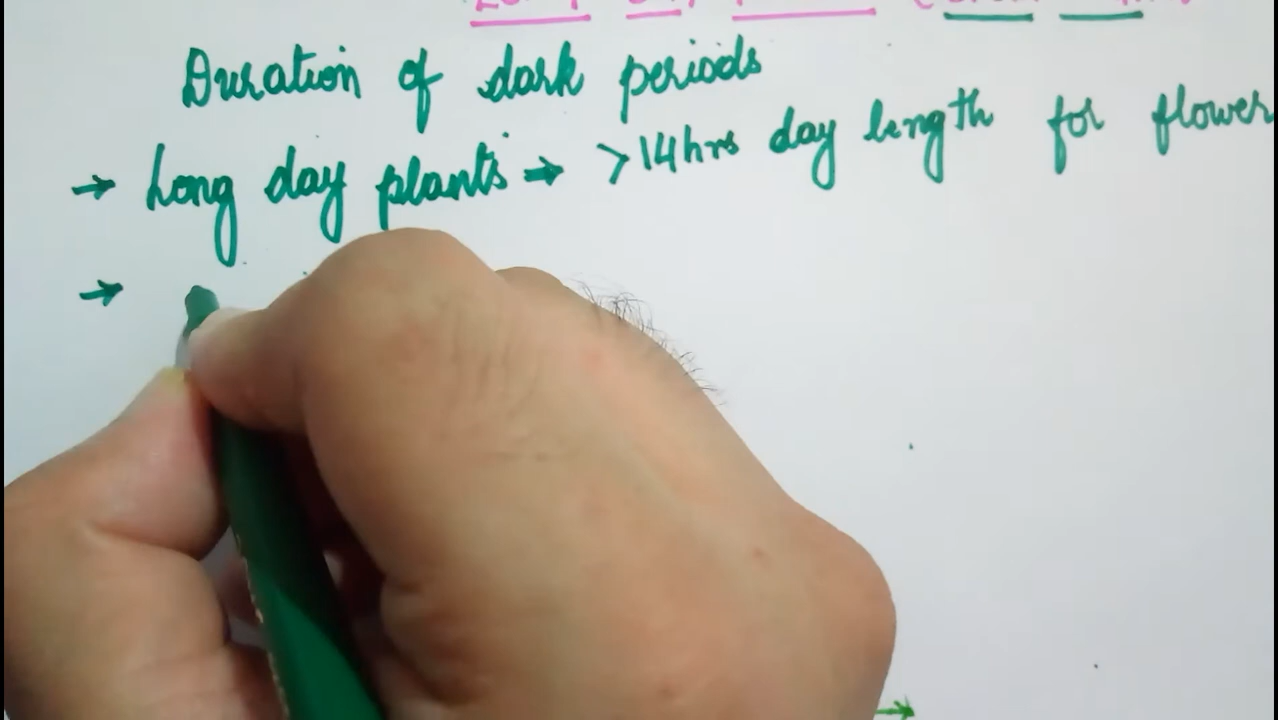 Duration of dark periods
→ Long day plants → >14hrs day length for flower
→